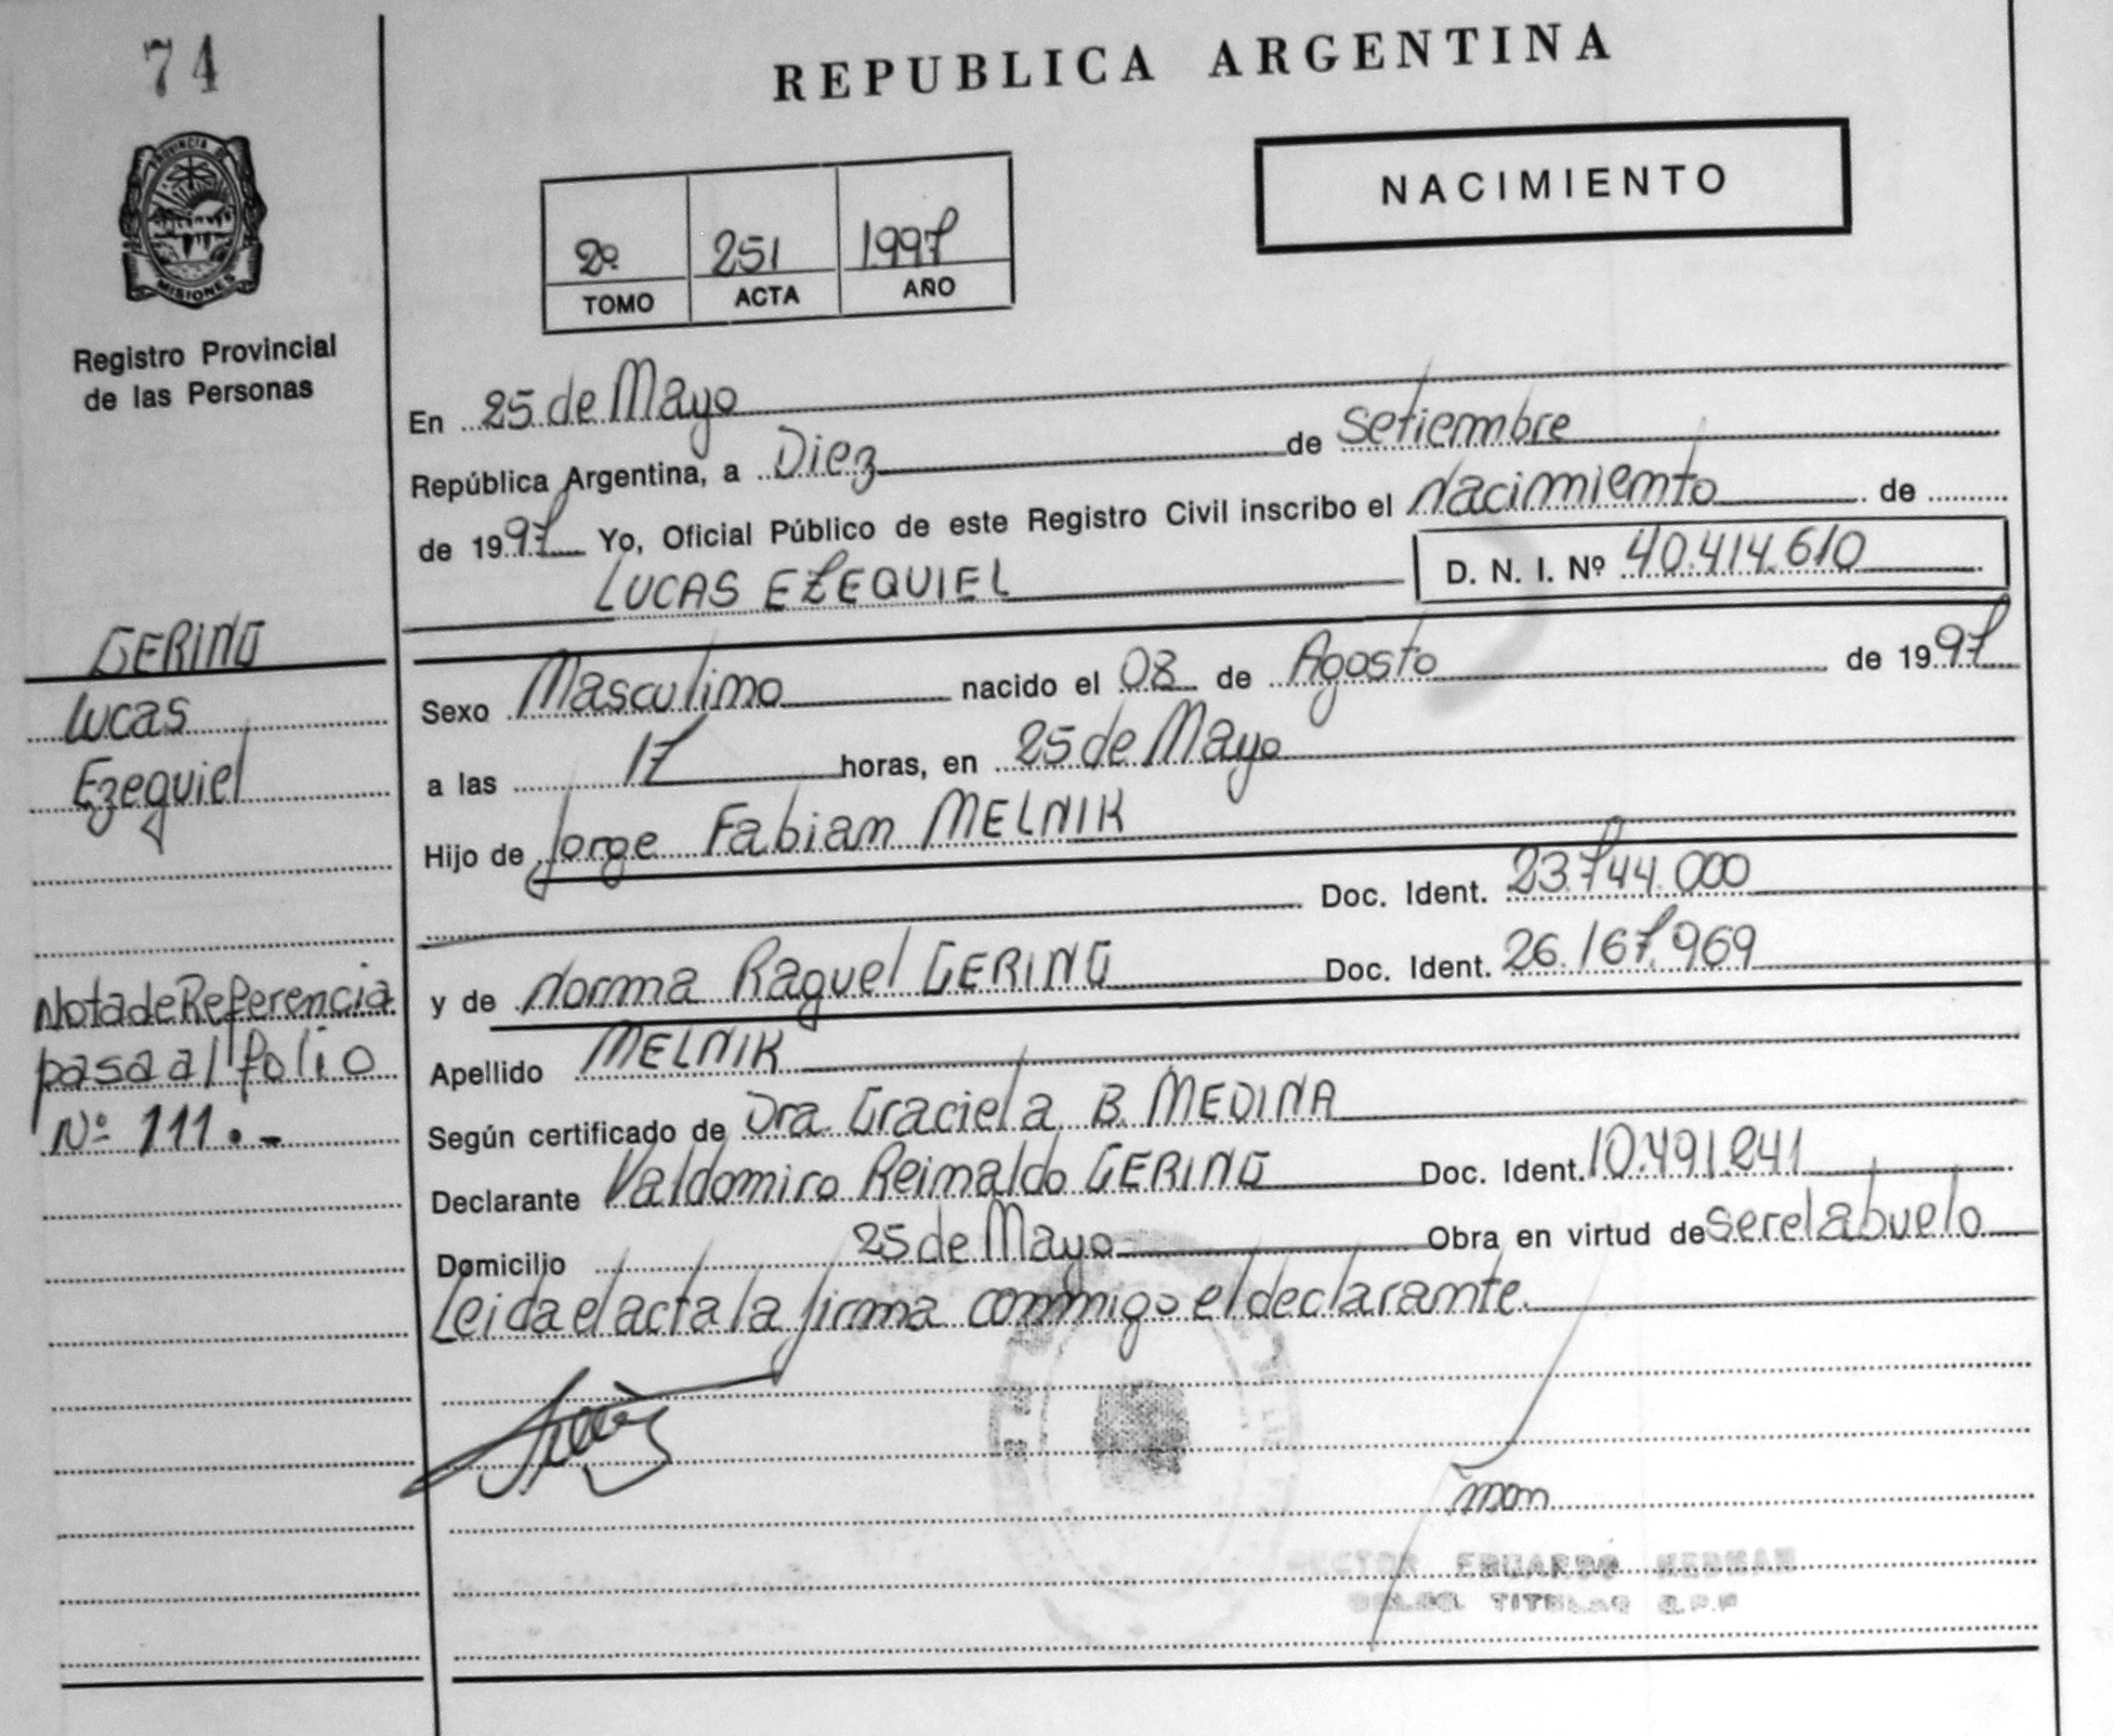 74
REPUBLICA ARGENTINA
PROVINCIA DE
MISIONES
NACIMIENTO
2º 251 1997
TOMO ACTA AÑO
Registro Provincial
de las Personas
En 25 de Mayo
República Argentina, a Diez de Setiembre
de 1997 Yo, Oficial Público de este Registro Civil inscribo el Nacimiento de
LUCAS EZEQUIEL D. N. I. Nº 40.414.610
GERING
Lucas
Ezequiel
Sexo Masculino nacido el 08 de Agosto de 1997
a las 17 horas, en 25 de Mayo
Hijo de Jorge Fabian MELNIK
Doc. Ident. 23.744.000
y de Norma Raquel GERING Doc. Ident. 26.167.969
Nota de Referencia
pasa al folio
Nº 111.-
Apellido MELNIK
Según certificado de Dra. Graciela B. MEDINA
Declarante Valdomiro Reinaldo GERING Doc. Ident. 10.491.241
Domicilio 25 de Mayo Obra en virtud de ser el abuelo
Leida el acta la firma conmigo el declarante.
EDUARDO
TITULAR